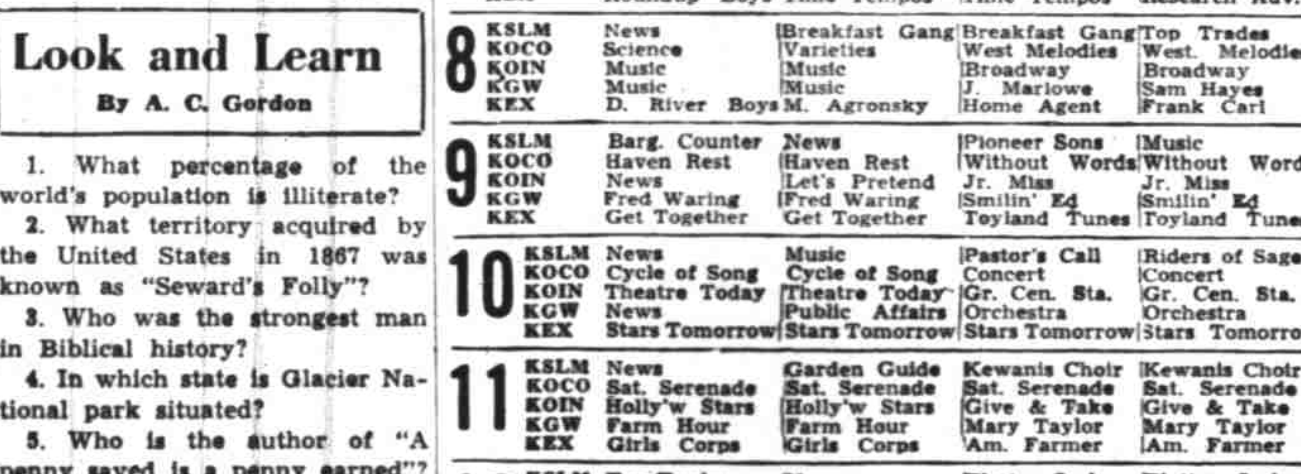 Look and Learn
By A. C. Gordon
1. What percentage of the
world's population is illiterate?
2. What territory acquired by
the United States in 1867 was
known as "Seward's Folly"?
3. Who was the strongest man
in Biblical history?
4. In which state is Glacier Na-
tional park situated?
5. Who is the author of "A
penny saved is a penny earned"?
8
KSLM News Breakfast Gang Breakfast Gang Top Trades
KOCO Science Varieties West Melodies West. Melodie
KOIN Music Music Broadway Broadway
KGW Music Music J. Marlowe Sam Hayes
KEX D. River Boys M. Agronsky Home Agent Frank Carl
9
KSLM Barg. Counter News Pioneer Sons Music
KOCO Haven Rest Haven Rest Without Words Without Word
KOIN News Let's Pretend Jr. Miss Jr. Miss
KGW Fred Waring Fred Waring Smilin' Ed Smilin' Ed
KEX Get Together Get Together Toyland Tunes Toyland Tune
10
KSLM News Music Pastor's Call Riders of Sage
KOCO Cycle of Song Cycle of Song Concert Concert
KOIN Theatre Today Theatre Today Gr. Cen. Sta. Gr. Cen. Sta.
KGW News Public Affairs Orchestra Orchestra
KEX Stars Tomorrow Stars Tomorrow Stars Tomorrow Stars Tomorro
11
KSLM News Garden Guide Kewanis Choir Kewanis Choir
KOCO Sat. Serenade Sat. Serenade Sat. Serenade Sat. Serenade
KOIN Holly'w Stars Holly'w Stars Give & Take Give & Take
KGW Farm Hour Farm Hour Mary Taylor Mary Taylor
KEX Girls Corps Girls Corps Am. Farmer Am. Farmer